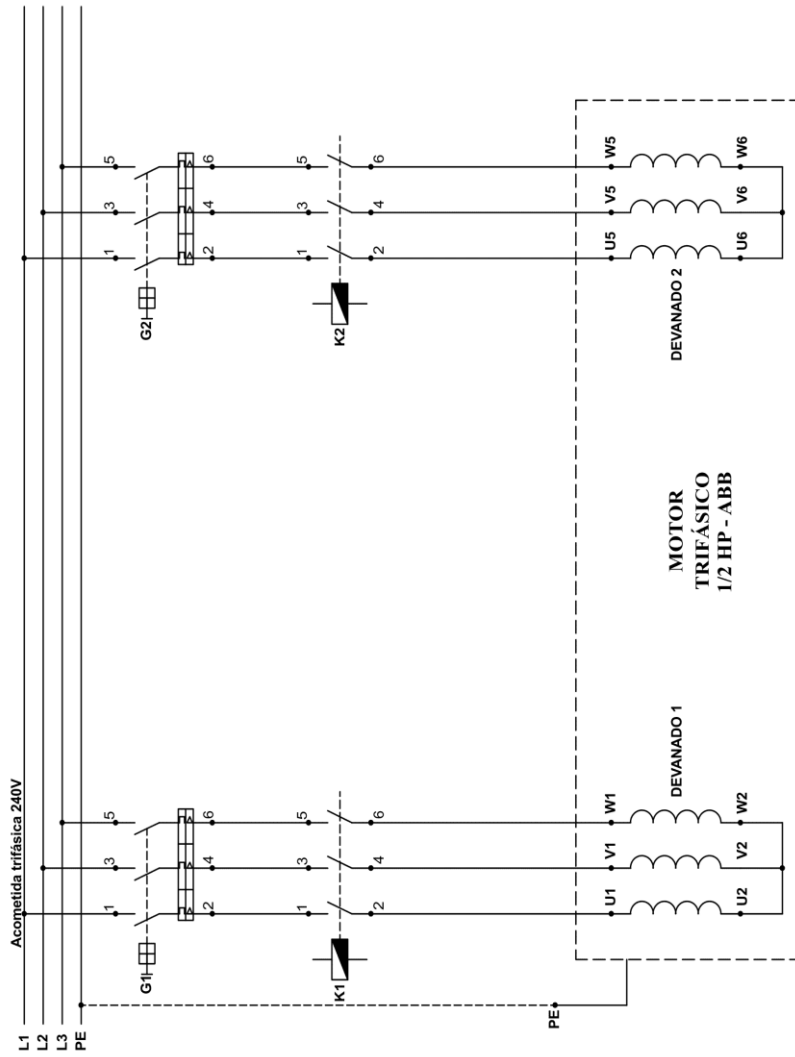 Acometida trifásica 240V
L1
L2
L3
PE
G1
1
3
5
2
4
6
K1
1
3
5
2
4
6
PE
U1
V1
W1
U2
V2
W2
DEVANADO 1
G2
1
3
5
2
4
6
K2
1
3
5
2
4
6
U5
V5
W5
U6
V6
W6
DEVANADO 2
MOTOR
TRIFÁSICO
1/2 HP - ABB